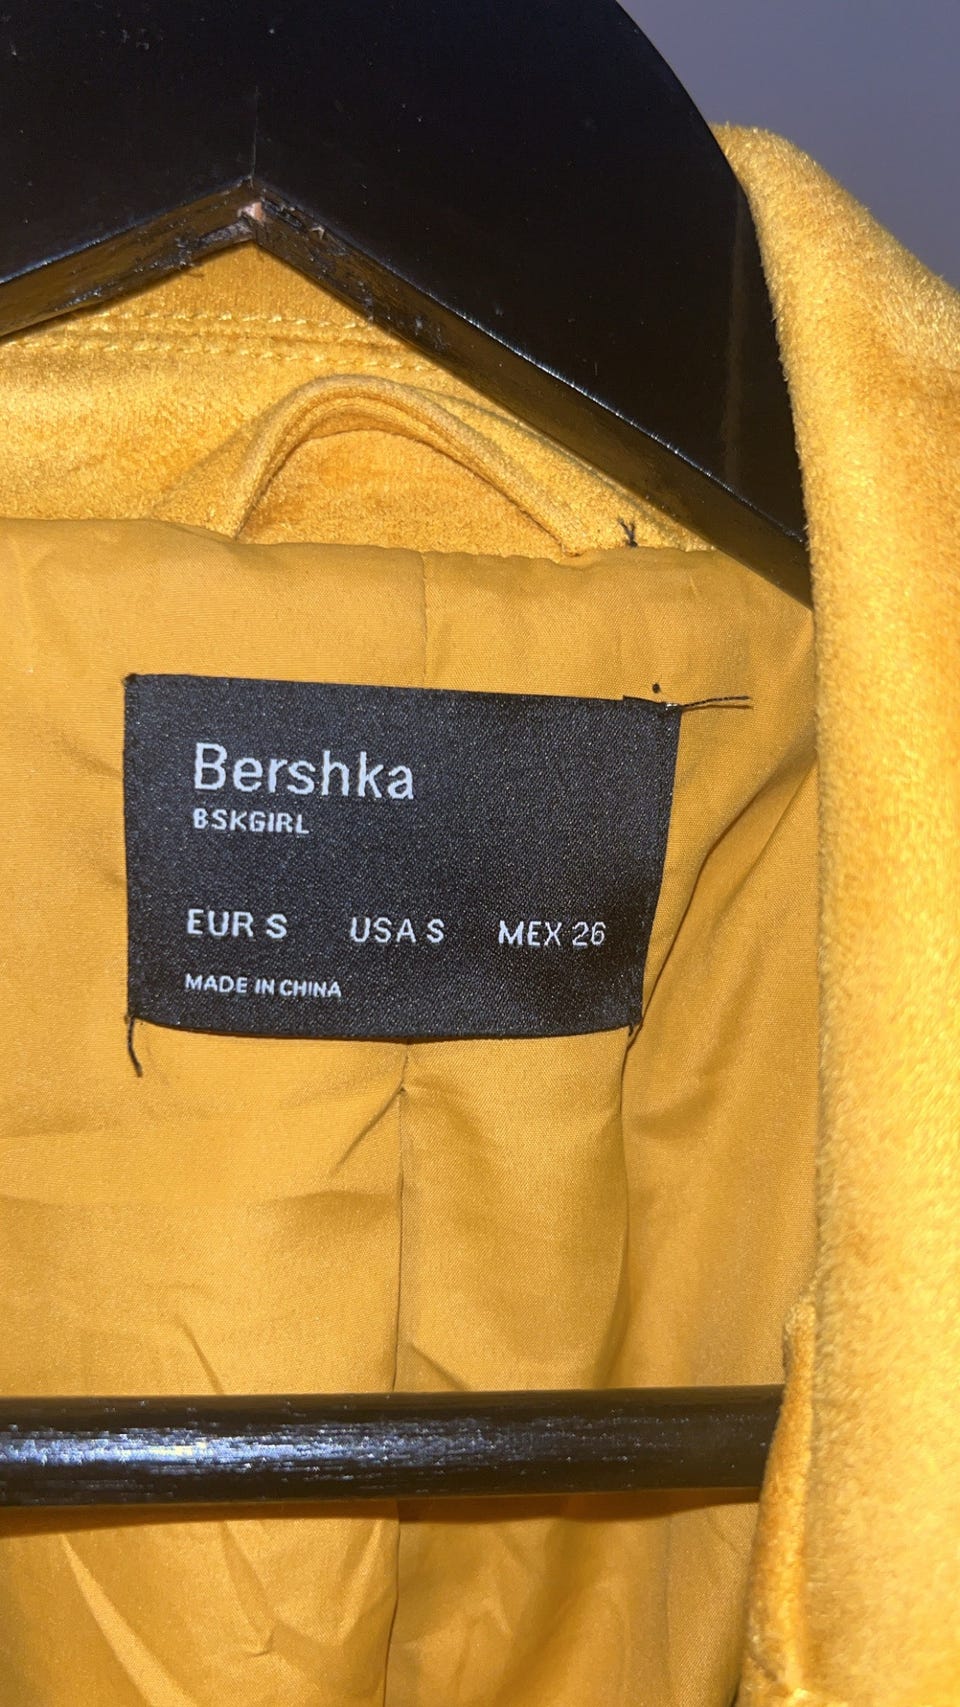 Bershka
BSKGIRL
EUR S USA S MEX 26
MADE IN CHINA